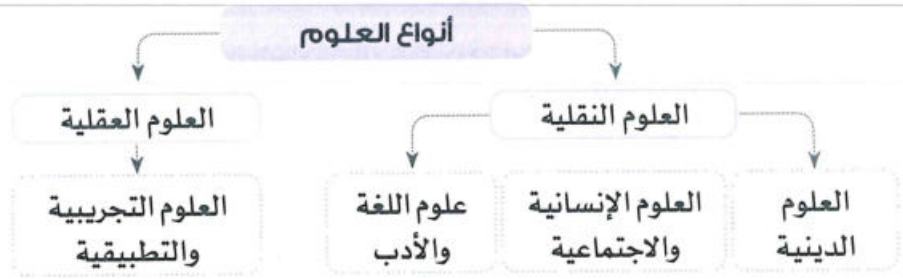 أنواع العلوم
العلوم النقلية
العلوم العقلية
العلوم
الدينية
العلوم الإنسانية
والاجتماعية
علوم اللغة
والأدب
العلوم التجريبية
والتطبيقية